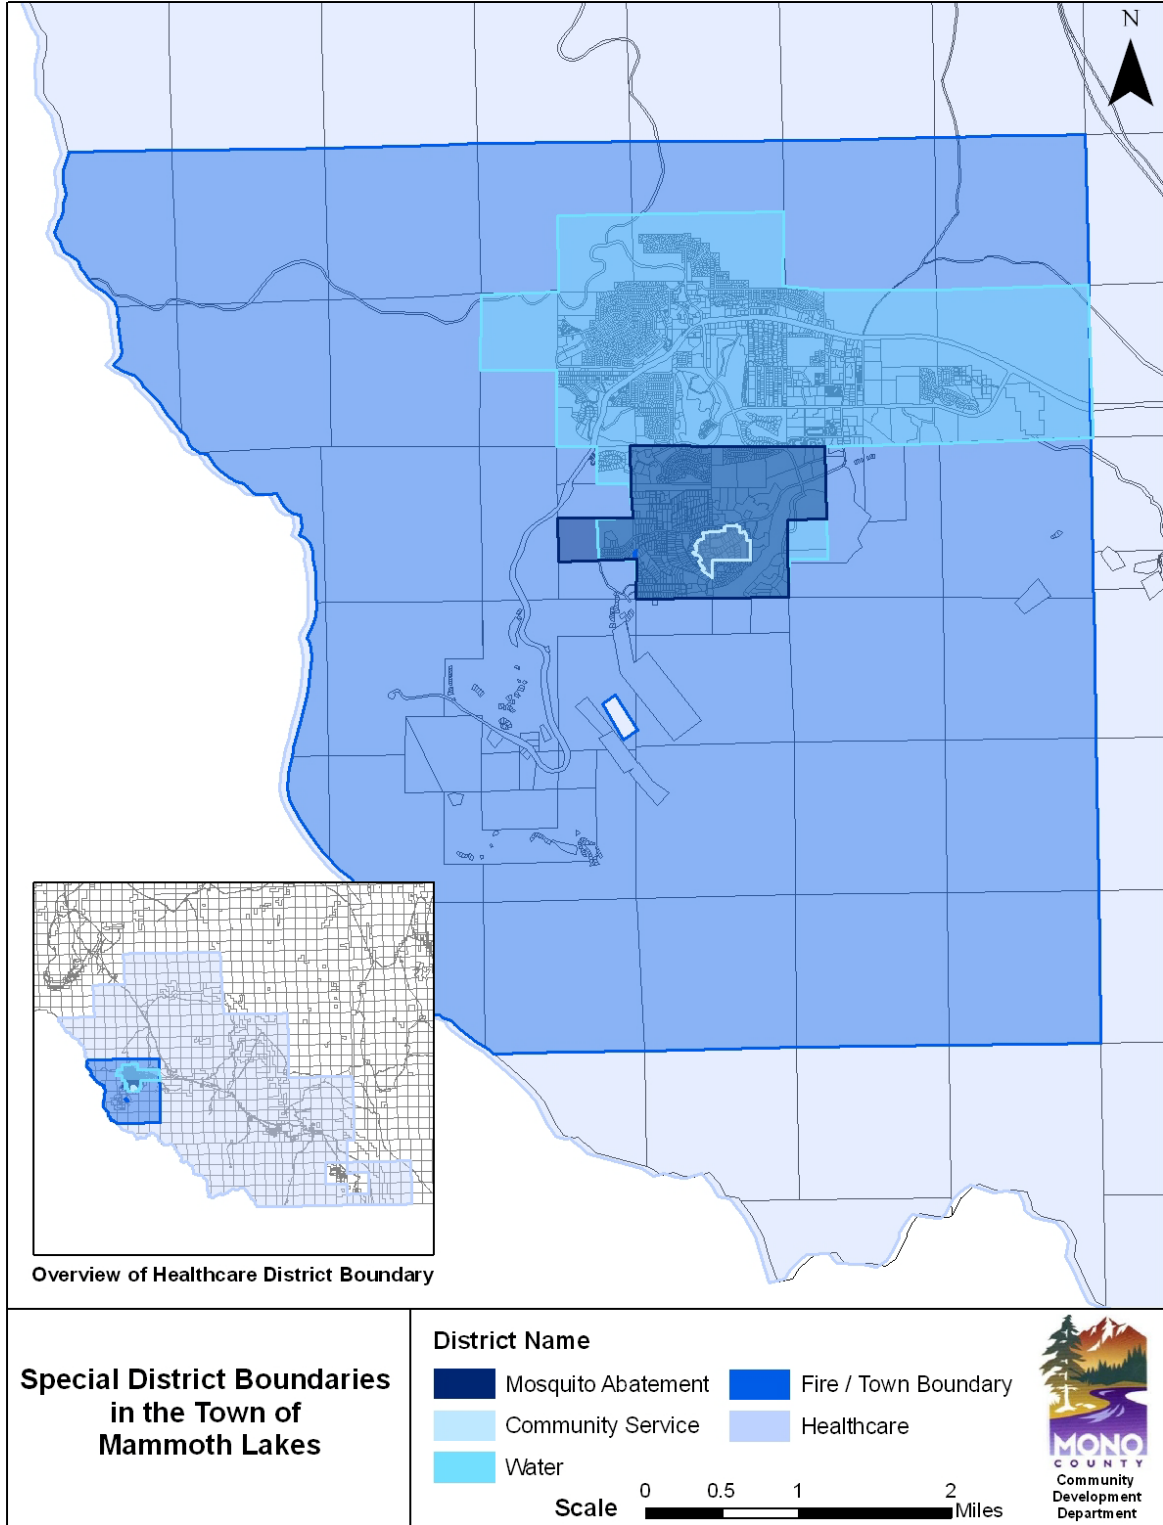 N
Overview of Healthcare District Boundary
Special District Boundaries
in the Town of
Mammoth Lakes
District Name
Mosquito Abatement
Fire / Town Boundary
Community Service
Healthcare
Water
Scale
0 0.5 1 2
Miles
MONO
COUNTY
Community
Development
Department